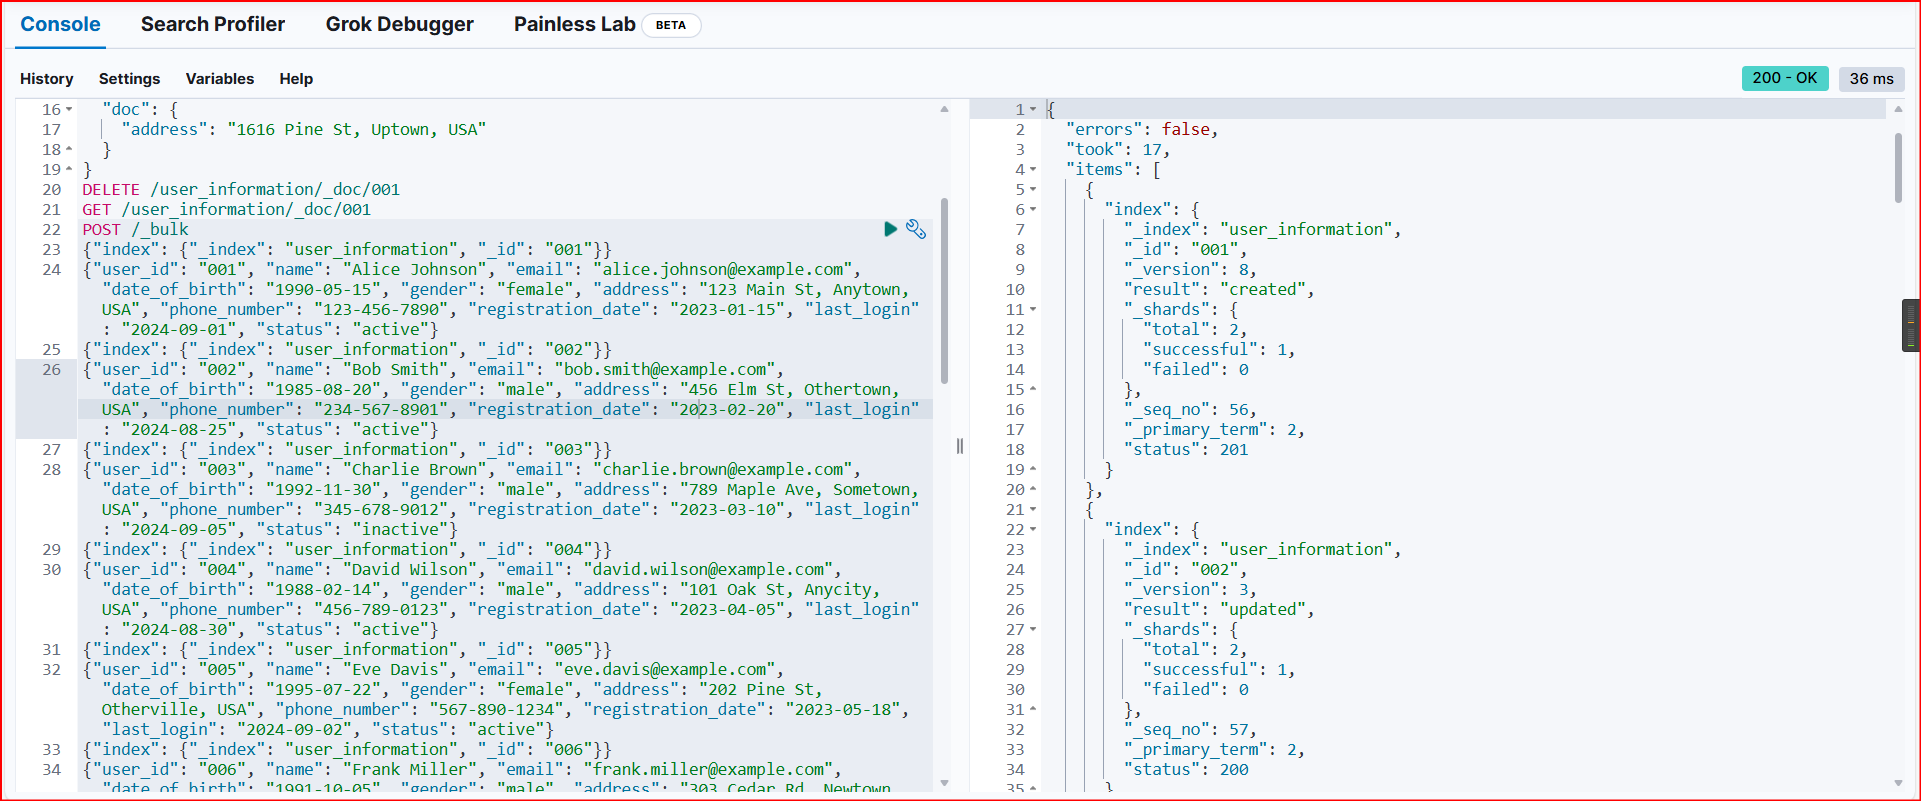 Console Search Profiler Grok Debugger Painless Lab BETA
History Settings Variables Help 200 - OK 36 ms
16 "doc": {
17 "address": "1616 Pine St, Uptown, USA"
18 }
19 }
20 DELETE /user_information/_doc/001
21 GET /user_information/_doc/001
22 POST /_bulk
23 {"index": {"_index": "user_information", "_id": "001"}}
24 {"user_id": "001", "name": "Alice Johnson", "email": "alice.johnson@example.com",
"date_of_birth": "1990-05-15", "gender": "female", "address": "123 Main St, Anytown,
USA", "phone_number": "123-456-7890", "registration_date": "2023-01-15", "last_login"
: "2024-09-01", "status": "active"}
25 {"index": {"_index": "user_information", "_id": "002"}}
26 {"user_id": "002", "name": "Bob Smith", "email": "bob.smith@example.com",
"date_of_birth": "1985-08-20", "gender": "male", "address": "456 Elm St, Othertown,
USA", "phone_number": "234-567-8901", "registration_date": "2023-02-20", "last_login"
: "2024-08-25", "status": "active"}
27 {"index": {"_index": "user_information", "_id": "003"}}
28 {"user_id": "003", "name": "Charlie Brown", "email": "charlie.brown@example.com",
"date_of_birth": "1992-11-30", "gender": "male", "address": "789 Maple Ave, Sometown,
USA", "phone_number": "345-678-9012", "registration_date": "2023-03-10", "last_login"
: "2024-09-05", "status": "inactive"}
29 {"index": {"_index": "user_information", "_id": "004"}}
30 {"user_id": "004", "name": "David Wilson", "email": "david.wilson@example.com",
"date_of_birth": "1988-02-14", "gender": "male", "address": "101 Oak St, Anycity,
USA", "phone_number": "456-789-0123", "registration_date": "2023-04-05", "last_login"
: "2024-08-30", "status": "active"}
31 {"index": {"_index": "user_information", "_id": "005"}}
32 {"user_id": "005", "name": "Eve Davis", "email": "eve.davis@example.com",
"date_of_birth": "1995-07-22", "gender": "female", "address": "202 Pine St,
Otherville, USA", "phone_number": "567-890-1234", "registration_date": "2023-05-18",
"last_login": "2024-09-02", "status": "active"}
33 {"index": {"_index": "user_information", "_id": "006"}}
34 {"user_id": "006", "name": "Frank Miller", "email": "frank.miller@example.com",
"date_of_birth": "1991-10-05", "gender": "male", "address": "303 Cedar Rd, Newtown,
1 {
2 "errors": false,
3 "took": 17,
4 "items": [
5 {
6 "index": {
7 "_index": "user_information",
8 "_id": "001",
9 "_version": 8,
10 "result": "created",
11 "_shards": {
12 "total": 2,
13 "successful": 1,
14 "failed": 0
15 },
16 "_seq_no": 56,
17 "_primary_term": 2,
18 "status": 201
19 }
20 },
21 {
22 "index": {
23 "_index": "user_information",
24 "_id": "002",
25 "_version": 3,
26 "result": "updated",
27 "_shards": {
28 "total": 2,
29 "successful": 1,
30 "failed": 0
31 },
32 "_seq_no": 57,
33 "_primary_term": 2,
34 "status": 200
35 }